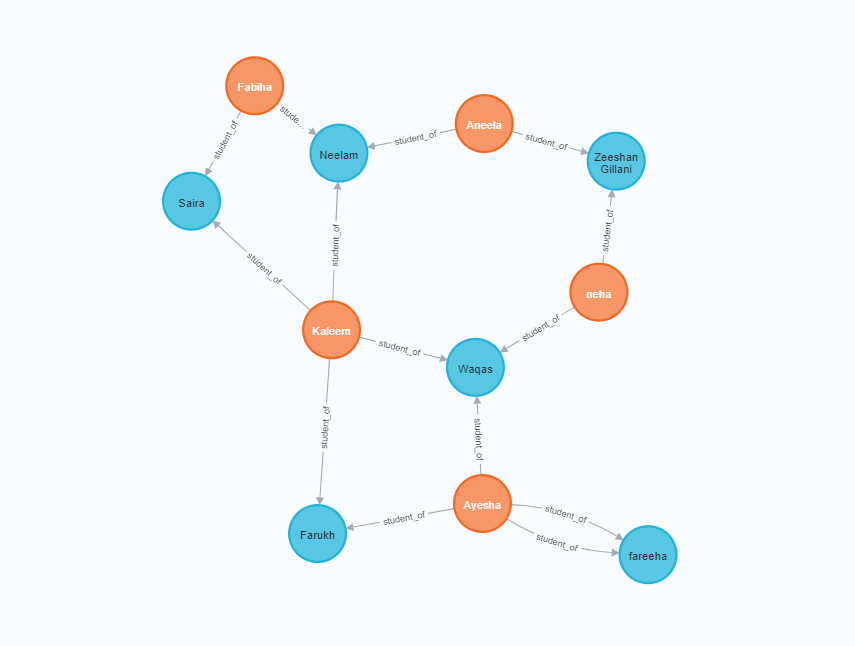 Fabiha
stude...
student_of
Neelam
student_of
Aneela
student_of
Zeeshan
Gillani
Saira
student_of
student_of
student_of
neha
student_of
Kaleem
student_of
Waqas
student_of
student_of
Ayesha
student_of
student_of
student_of
Farukh
fareeha